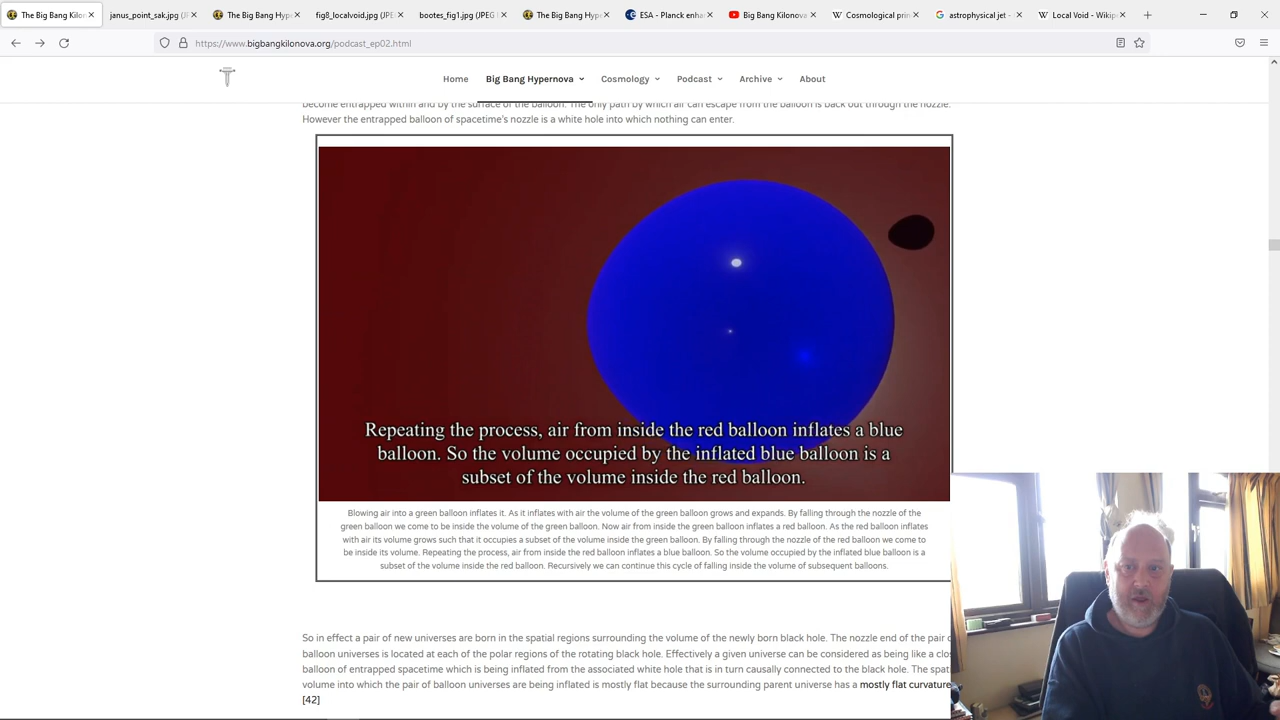 The Big Bang Kilon
janus_point_sak.jpg (J
The Big Bang Hyperno
fig8_localvoid.jpg (JPE
bootes_fig1.jpg (JPEG
The Big Bang Hyperno
ESA - Planck enha
Big Bang Kilonova
Cosmological prin
astrophysical jet -
Local Void - Wikip
https://www.bigbangkilonova.org/podcast_ep02.html
Home
Big Bang Hypernova
Cosmology
Podcast
Archive
About
become entrapped within and by the surface of the balloon. The only path by which air can escape from the balloon is back out through the nozzle.
However the entrapped balloon of spacetime's nozzle is a white hole into which nothing can enter.
Repeating the process, air from inside the red balloon inflates a blue
balloon. So the volume occupied by the inflated blue balloon is a
subset of the volume inside the red balloon.
Blowing air into a green balloon inflates it. As it inflates with air the volume of the green balloon grows and expands. By falling through the nozzle of the
green balloon we come to be inside the volume of the green balloon. Now air from inside the green balloon inflates a red balloon. As the red balloon inflates
with air its volume grows such that it occupies a subset of the volume inside the green balloon. By falling through the nozzle of the red balloon we come to
be inside its volume. Repeating the process, air from inside the red balloon inflates a blue balloon. So the volume occupied by the inflated blue balloon is a
subset of the volume inside the red balloon. Recursively we can continue this cycle of falling inside the volume of subsequent balloons.
So in effect a pair of new universes are born in the spatial regions surrounding the volume of the newly born black hole. The nozzle end of the pair
balloon universes is located at each of the polar regions of the rotating black hole. Effectively a given universe can be considered as being like a clo
balloon of entrapped spacetime which is being inflated from the associated white hole that is in turn causally connected to the black hole. The spat
volume into which the pair of balloon universes are being inflated is mostly flat because the surrounding parent universe has a mostly flat curvature
[42]